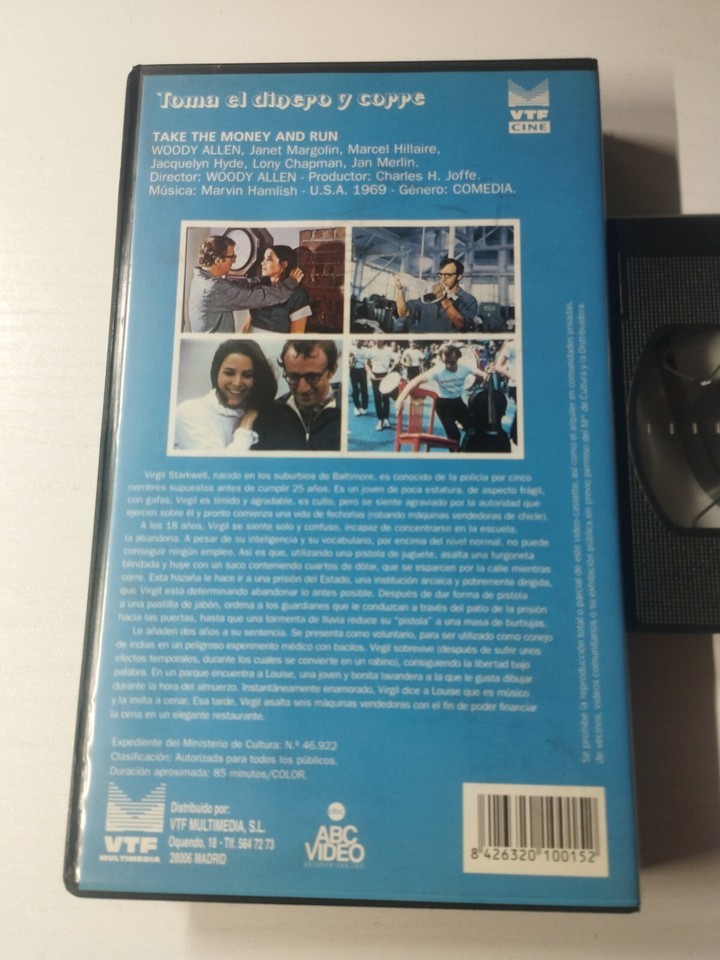 Toma el dinero y corre
VTF
CINE
TAKE THE MONEY AND RUN
WOODY ALLEN, Janet Margolin, Marcel Hillaire,
Jacquelyn Hyde, Lony Chapman, Jan Merlin.
Director: WOODY ALLEN - Productor: Charles H. Joffe.
Música: Marvin Hamlish - U.S.A. 1969 - Género: COMEDIA.
Virgil Starkwell, nacido en los suburbios de Baltimore, es conocido de la policía por cinco
nombres supuestos antes de cumplir 25 años. Es un joven de poca estatura, de aspecto frágil,
con gafas, Virgil es tímido y agradable, es culto, pero se siente agraviado por la autoridad que
ejercen sobre él y pronto comienza una vida de fechorías (robando máquinas vendedoras de chicle).
A los 18 años, Virgil se siente solo y confuso, incapaz de concentrarse en la escuela,
la abandona. A pesar de su inteligencia y su vocabulario, por encima del nivel normal, no puede
conseguir ningún empleo. Así es que, utilizando una pistola de juguete, asalta una furgoneta
blindada y huye con un saco conteniendo cuartos de dólar, que se esparcen por la calle mientras
corre. Esta hazaña le hace ir a una prisión del Estado, una institución arcaica y pobremente dirigida,
que Virgil está determinando abandonar lo antes posible. Después de dar forma de pistola
a una pastilla de jabón, ordena a los guardianes que le conduzcan a través del patio de la prisión
hacia las puertas, hasta que una tormenta de lluvia reduce su "pistola" a una masa de burbujas.
Le añaden dos años a su sentencia. Se presenta como voluntario, para ser utilizado como conejo
de indias en un peligroso experimento médico con bacilos. Virgil sobrevive (después de sufrir unos
efectos temporales, durante los cuales se convierte en un rabino), consiguiendo la libertad bajo
palabra. En un parque encuentra a Louise, una joven y bonita lavandera a la que le gusta dibujar
durante la hora del almuerzo. Instantáneamente enamorado, Virgil dice a Louise que es músico
y la invita a cenar. Esa tarde, Virgil asalta seis máquinas vendedoras con el fin de poder financiar
la cena en un elegante restaurante.
Expediente del Ministerio de Cultura: N.º 46.922
Clasificación: Autorizada para todos los públicos.
Duración aproximada: 85 minutos/COLOR.
VTF
MULTIMEDIA
Distribuido por:
VTF MULTIMEDIA, S.L.
Oquendo, 18 - Tlf. 564 72 73
28006 MADRID
abc
ABC
VIDEO
8 426320 100152
Se prohíbe la reproducción total o parcial de este video-cassette, así como el alquiler en comunidades privadas,
de vecinos, vídeos comunitarios o su exhibición pública sin previo permiso del Mº de Cultura y la Distribuidora.